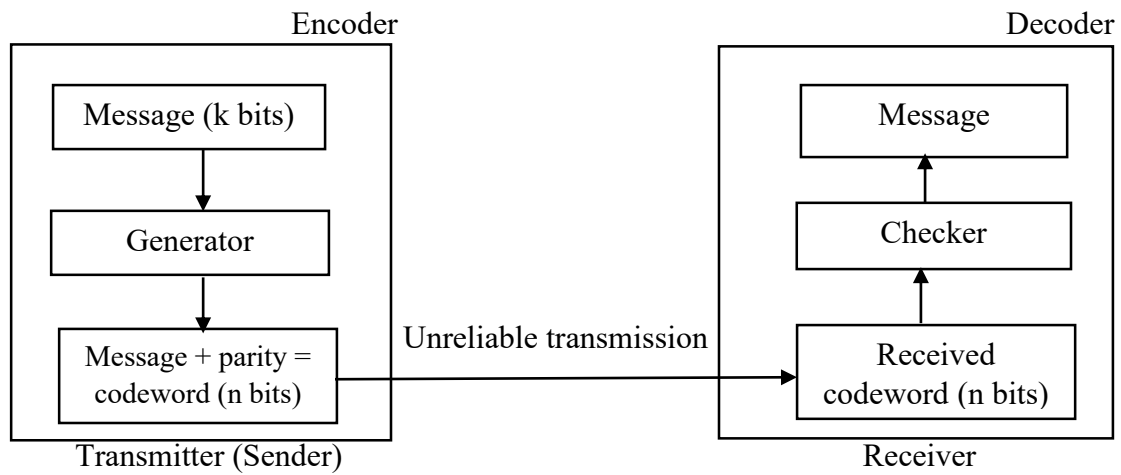 Encoder
Message (k bits)
Generator
Message + parity =
codeword (n bits)
Transmitter (Sender)
Unreliable transmission
Decoder
Message
Checker
Received
codeword (n bits)
Receiver